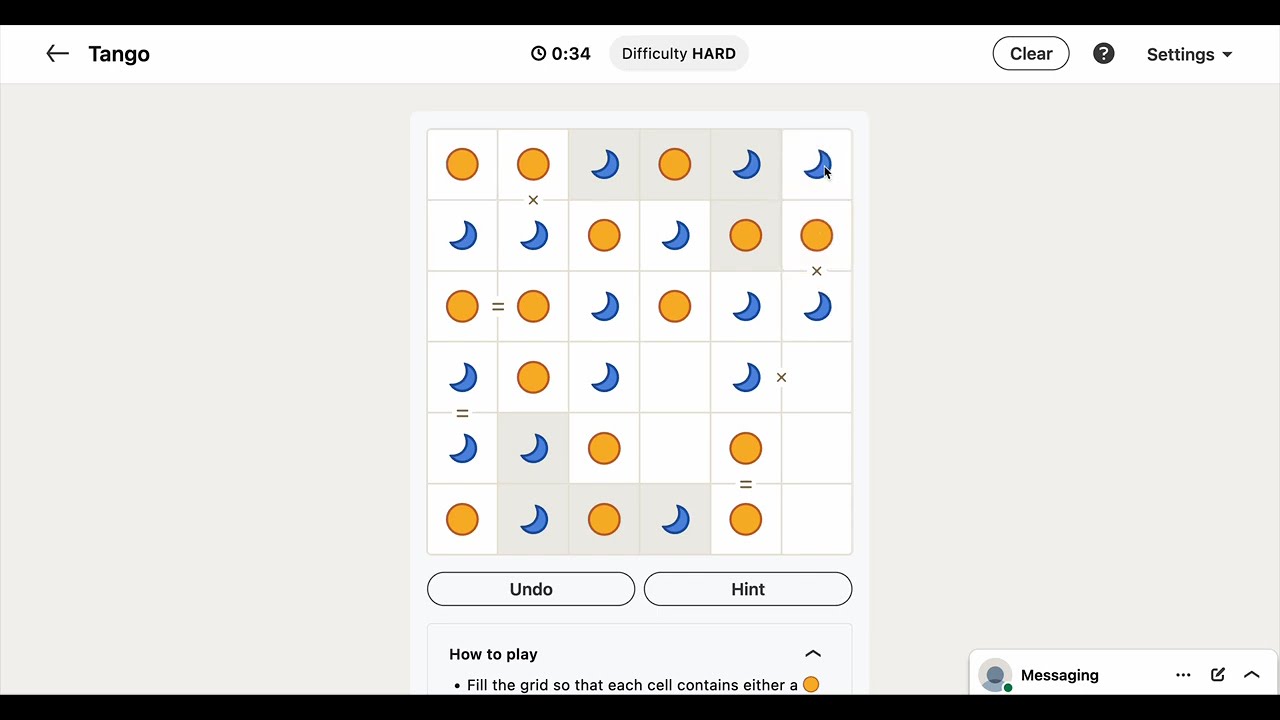 Tango
0:34
Difficulty HARD
Clear
?
Settings
×
×
=
×
=
=
Undo
Hint
How to play
• Fill the grid so that each cell contains either a
Messaging